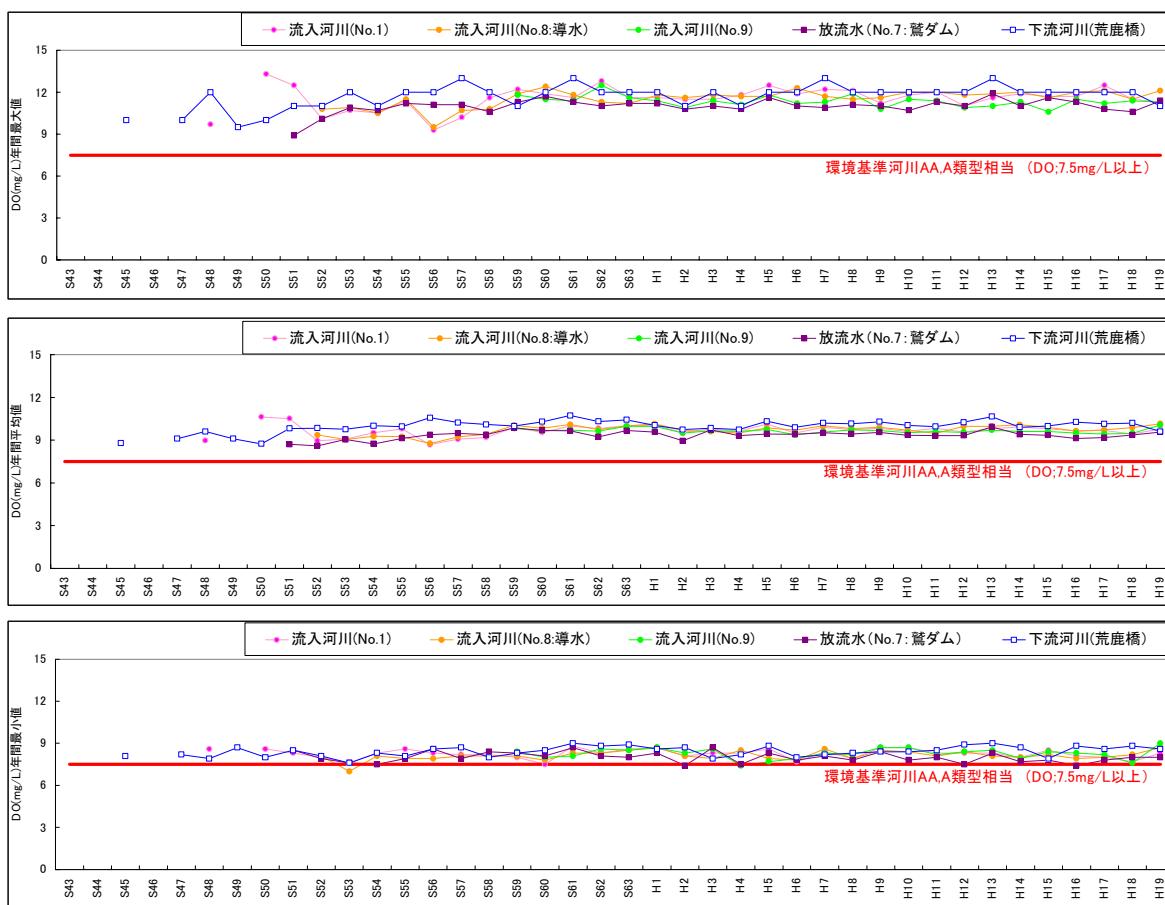 流入河川(No.1) 流入河川(No.8:導水) 流入河川(No.9) 放流水(No.7:鷲ダム) 下流河川(荒鹿橋)
DO(mg/L)年間最大値
15
12
9
6
3
0
環境基準河川AA,A類型相当 (DO;7.5mg/L以上)
S43 S44 S45 S46 S47 S48 S49 S50 S51 S52 S53 S54 S55 S56 S57 S58 S59 S60 S61 S62 S63 H1 H2 H3 H4 H5 H6 H7 H8 H9 H10 H11 H12 H13 H14 H15 H16 H17 H18 H19
流入河川(No.1) 流入河川(No.8:導水) 流入河川(No.9) 放流水(No.7:鷲ダム) 下流河川(荒鹿橋)
DO(mg/L)年間平均値
15
12
9
6
3
0
環境基準河川AA,A類型相当 (DO;7.5mg/L以上)
S43 S44 S45 S46 S47 S48 S49 S50 S51 S52 S53 S54 S55 S56 S57 S58 S59 S60 S61 S62 S63 H1 H2 H3 H4 H5 H6 H7 H8 H9 H10 H11 H12 H13 H14 H15 H16 H17 H18 H19
流入河川(No.1) 流入河川(No.8:導水) 流入河川(No.9) 放流水(No.7:鷲ダム) 下流河川(荒鹿橋)
DO(mg/L)年間最小値
15
12
9
6
3
0
環境基準河川AA,A類型相当 (DO;7.5mg/L以上)
S43 S44 S45 S46 S47 S48 S49 S50 S51 S52 S53 S54 S55 S56 S57 S58 S59 S60 S61 S62 S63 H1 H2 H3 H4 H5 H6 H7 H8 H9 H10 H11 H12 H13 H14 H15 H16 H17 H18 H19